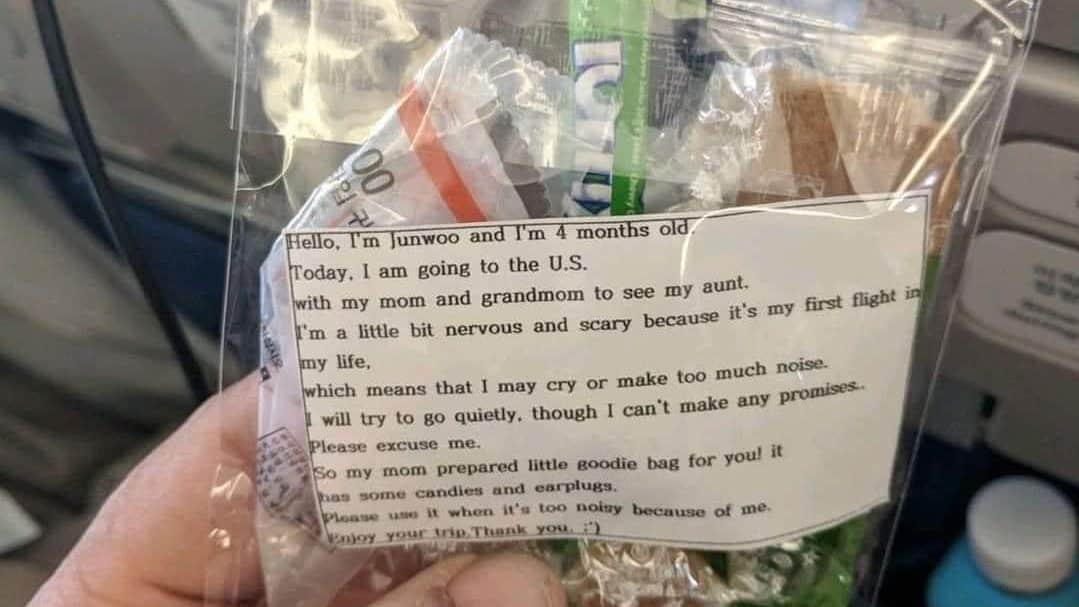 Hello, I'm Junwoo and I'm 4 months old
Today, I am going to the U.S.
with my mom and grandmom to see my aunt.
I'm a little bit nervous and scary because it's my first flight in
my life,
which means that I may cry or make too much noise.
I will try to go quietly, though I can't make any promises..
Please excuse me.
So my mom prepared little goodie bag for you! it
has some candies and earplugs.
Please use it when it's too noisy because of me.
Enjoy your trip.Thank you. :')